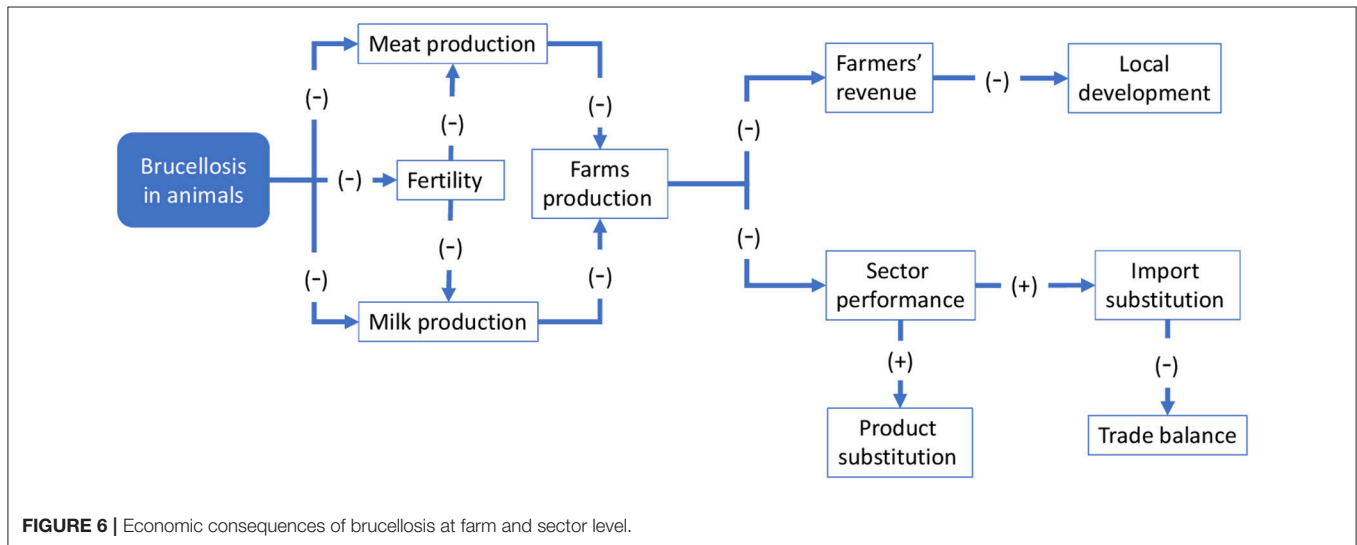 Meat production
(-)
(-)
(-)
Brucellosis
in animals
(-)
Fertility
(-)
(-)
Milk production
(-)
Farms
production
(-)
(-)
Farmers'
revenue
(-)
Local
development
Sector
performance
(+)
Import
substitution
(+)
(-)
Product
substitution
Trade balance
FIGURE 6 | Economic consequences of brucellosis at farm and sector level.